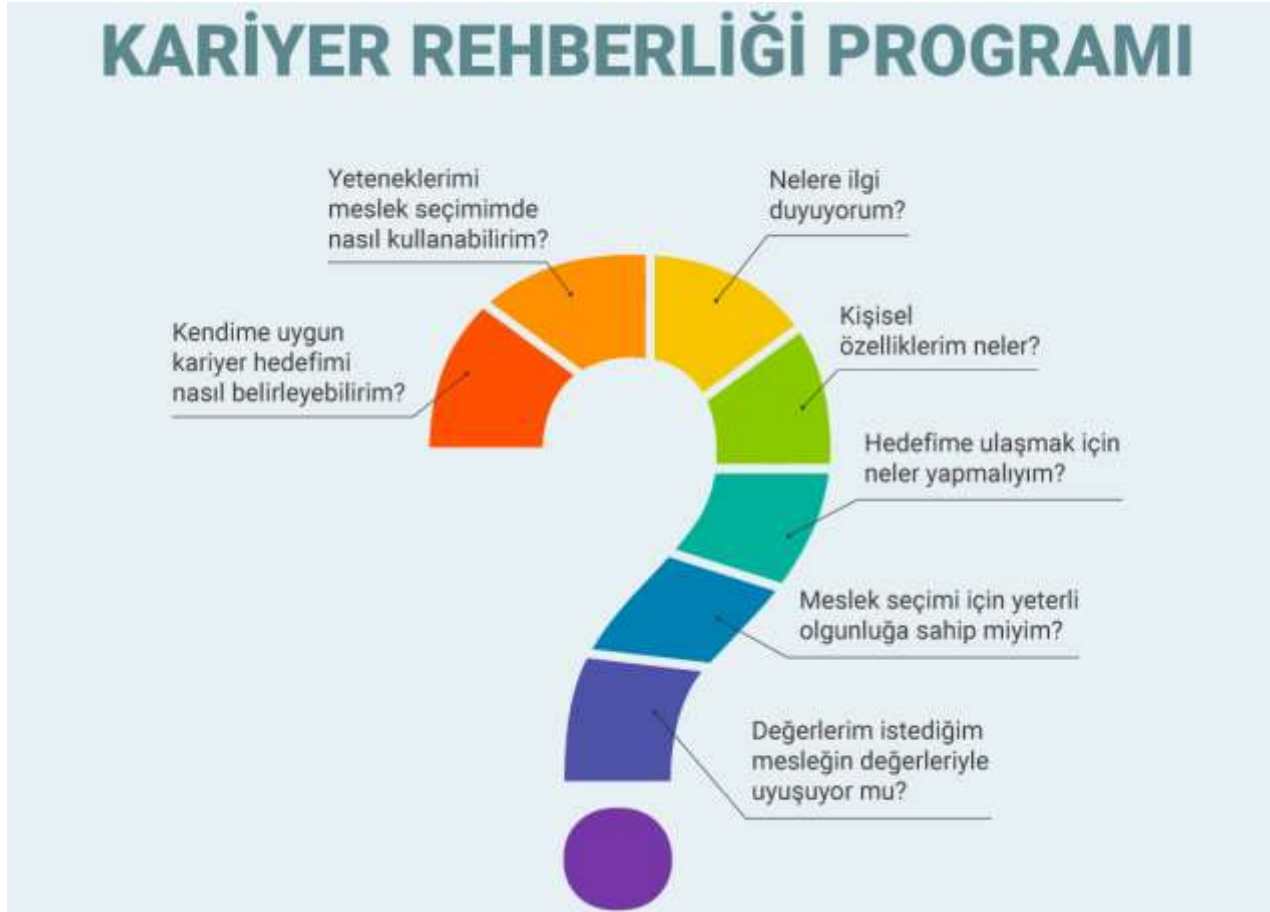 KARİYER REHBERLİĞİ PROGRAMI
Yeteneklerimi
meslek seçimimde
nasıl kullanabilirim?
Nelere ilgi
duyuyorum?
Kendime uygun
kariyer hedefimi
nasıl belirleyebilirim?
Kişisel
özelliklerim neler?
Hedefime ulaşmak için
neler yapmalıyım?
Meslek seçimi için yeterli
olgunluğa sahip miyim?
Değerlerim istediğim
mesleğin değerleriyle
uyuşuyor mu?